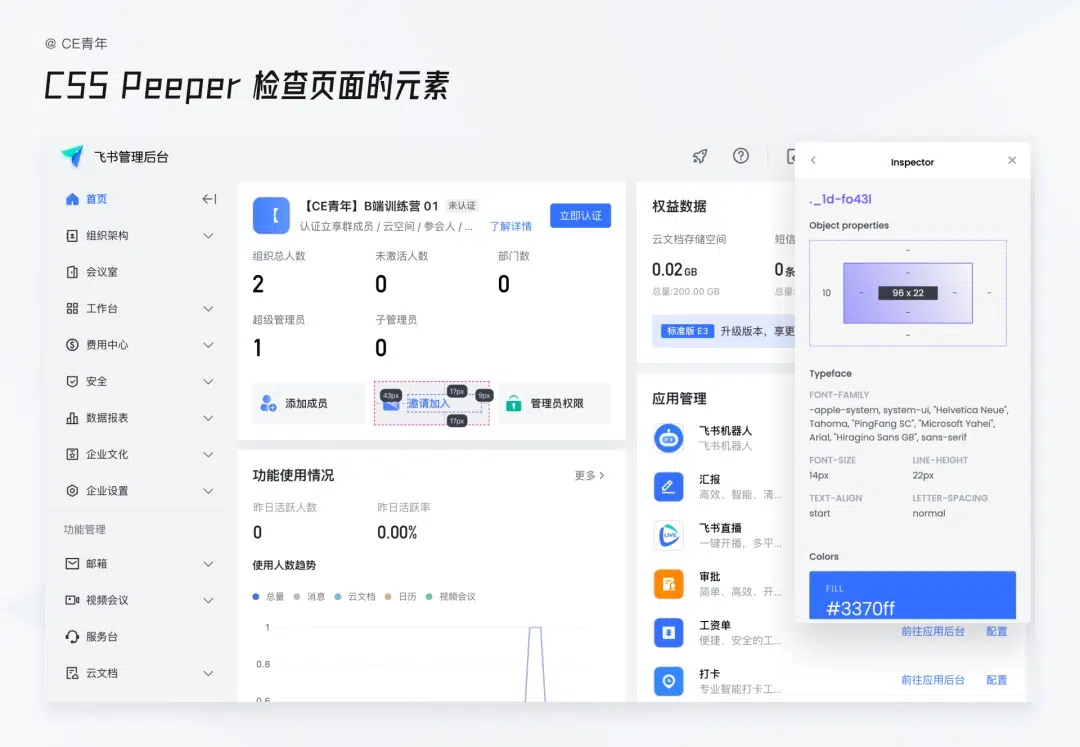 @ CE青年
CSS Peeper 检查页面的元素
飞书管理后台
首页
组织架构
会议室
工作台
费用中心
安全
数据报表
企业文化
企业设置
功能管理
邮箱
视频会议
服务台
云文档
【CE青年】B端训练营 01 未认证
认证立享群成员 / 云空间 / 参会人 / ... 了解详情
立即认证
组织总人数 未激活人数 部门数
2 0 0
超级管理员 子管理员
1 0
添加成员
43px 17px 9px
邀请加入
17px
管理员权限
功能使用情况 更多
昨日活跃人数 昨日活跃率
0 0.00%
使用人数趋势
总量 消息 云文档 日历 视频会议
1
0.8
0.6
权益数据
云文档存储空间 短信
0.02 GB 0条
总量:200.00 GB 总量:
标准版 E3 升级版本，享更
应用管理
飞书机器人
飞书机器人
汇报
高效、智能、清...
LIVE
飞书直播
一键开播，多平...
审批
简单、高效、开...
工资单
便捷、安全的工...
前往应用后台 配置
打卡
专业智能打卡工...
前往应用后台 配置
Inspector
._1d-fo43l
Object properties
–
–
10 – 96 x 22 – –
–
–
Typeface
FONT-FAMILY
-apple-system, system-ui, "Helvetica Neue",
Tahoma, "PingFang SC", "Microsoft Yahei",
Arial, "Hiragino Sans GB", sans-serif
FONT-SIZE LINE-HEIGHT
14px 22px
TEXT-ALIGN LETTER-SPACING
start normal
Colors
FILL
#3370ff